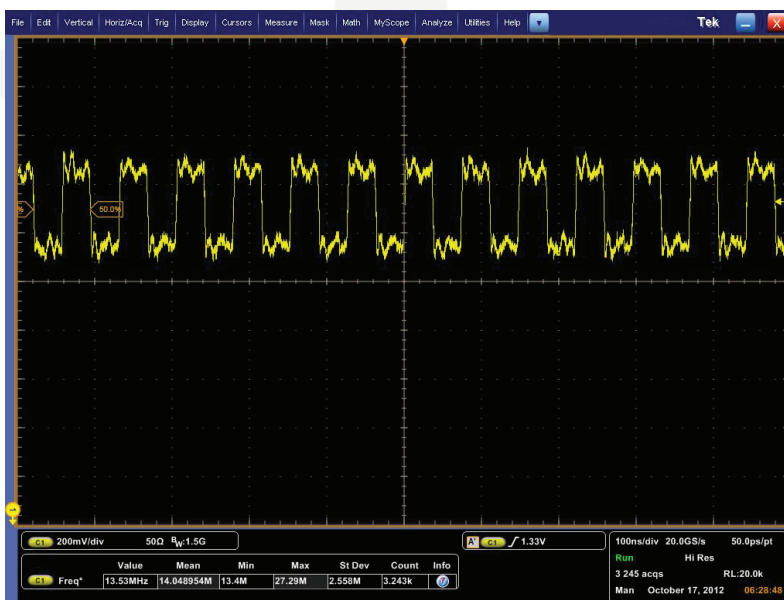 File Edit Vertical Horiz/Acq Trig Display Cursors Measure Mask Math MyScope Analyze Utilities Help Tek X
% 50.0%
C1 200mV/div 50Ω BW:1.5G
A' C1 1.33V
100ns/div 20.0GS/s 50.0ps/pt
Run Hi Res
3 245 acqs RL:20.0k
Man October 17, 2012 06:28:48
Value Mean Min Max St Dev Count Info
C1 Freq* 13.53MHz 14.048954M 13.4M 27.29M 2.558M 3.243k